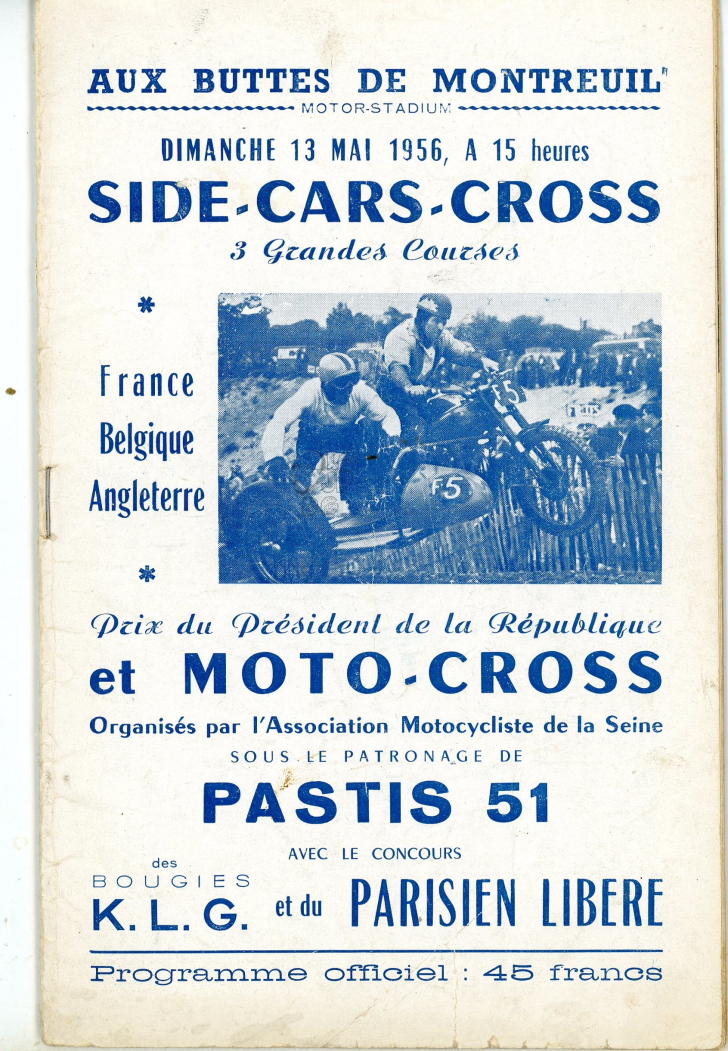 AUX BUTTES DE MONTREUIL
MOTOR-STADIUM
DIMANCHE 13 MAI 1956, A 15 heures
SIDE-CARS-CROSS
3 Grandes Courses
*
France
Belgique
Angleterre
*
F5
F5
Prix du Président de la République
et MOTO-CROSS
Organisés par l'Association Motocycliste de la Seine
SOUS LE PATRONAGE DE
PASTIS 51
AVEC LE CONCOURS
des
BOUGIES
K. L. G. et du PARISIEN LIBERE
Programme officiel : 45 francs